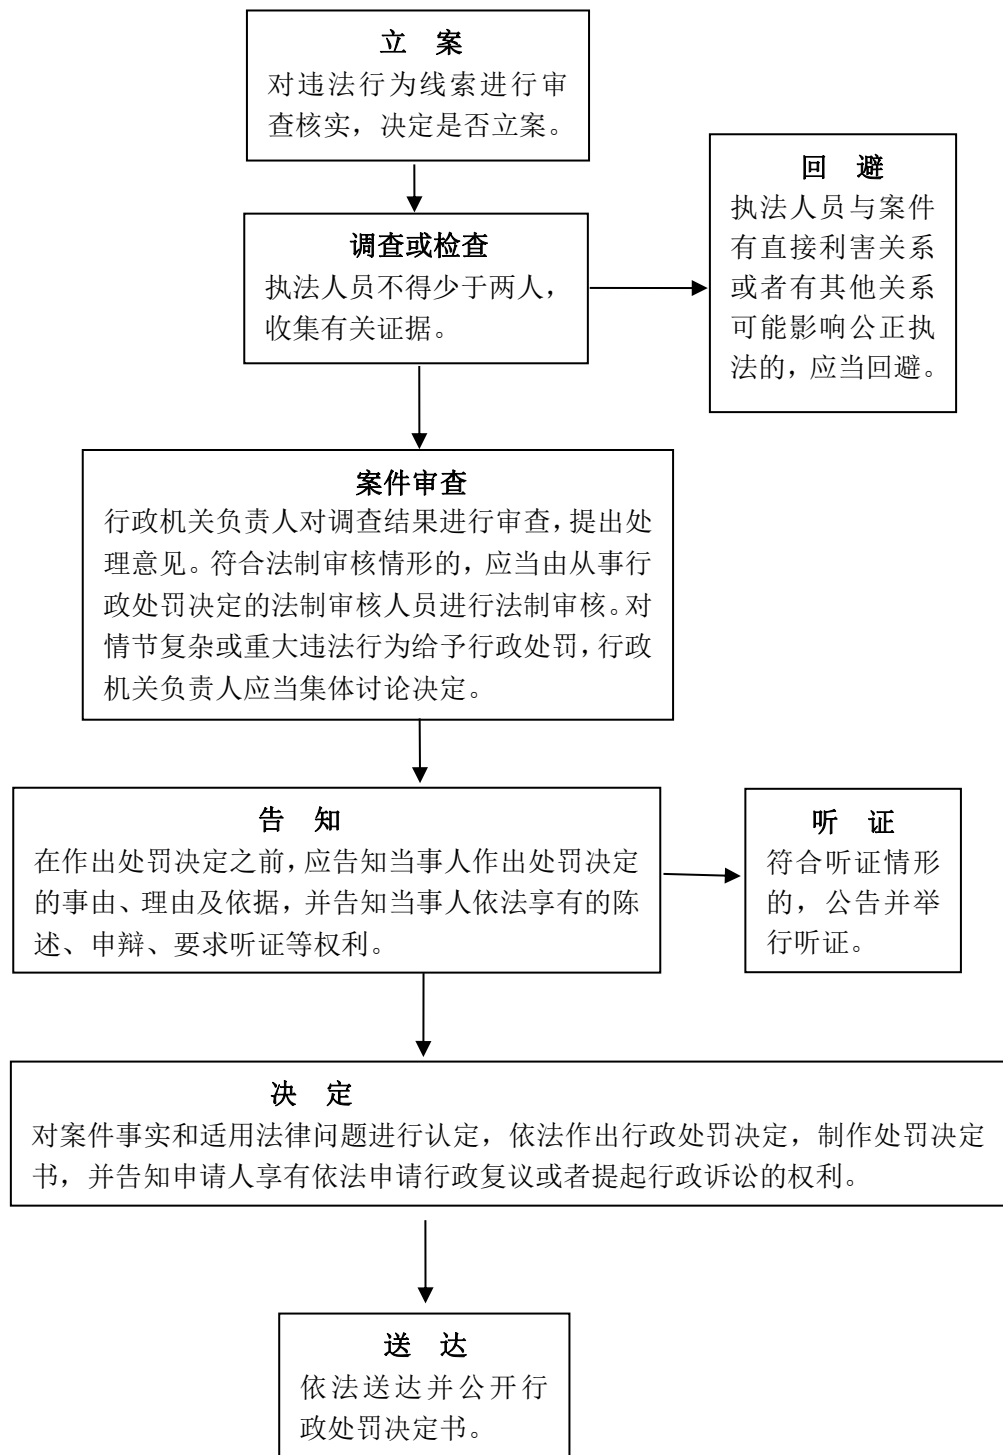 立 案
对违法行为线索进行审
查核实，决定是否立案。
回 避
执法人员与案件
有直接利害关系
或者有其他关系
可能影响公正执
法的，应当回避。
调查或检查
执法人员不得少于两人，
收集有关证据。
案件审查
行政机关负责人对调查结果进行审查，提出处
理意见。符合法制审核情形的，应当由从事行
政处罚决定的法制审核人员进行法制审核。对
情节复杂或重大违法行为给予行政处罚，行政
机关负责人应当集体讨论决定。
告 知
在作出处罚决定之前，应告知当事人作出处罚决定
的事由、理由及依据，并告知当事人依法享有的陈
述、申辩、要求听证等权利。
听 证
符合听证情形
的，公告并举
行听证。
决 定
对案件事实和适用法律问题进行认定，依法作出行政处罚决定，制作处罚决定
书，并告知申请人享有依法申请行政复议或者提起行政诉讼的权利。
送 达
依法送达并公开行
政处罚决定书。